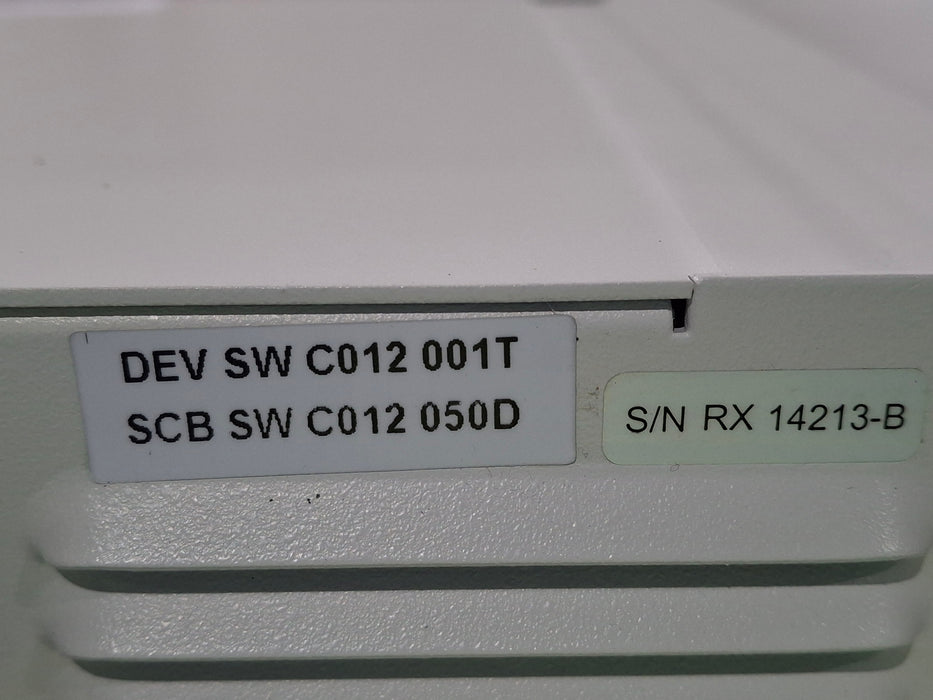 DEV SW C012 001T
SCB SW C012 050D
S/N RX 14213-B